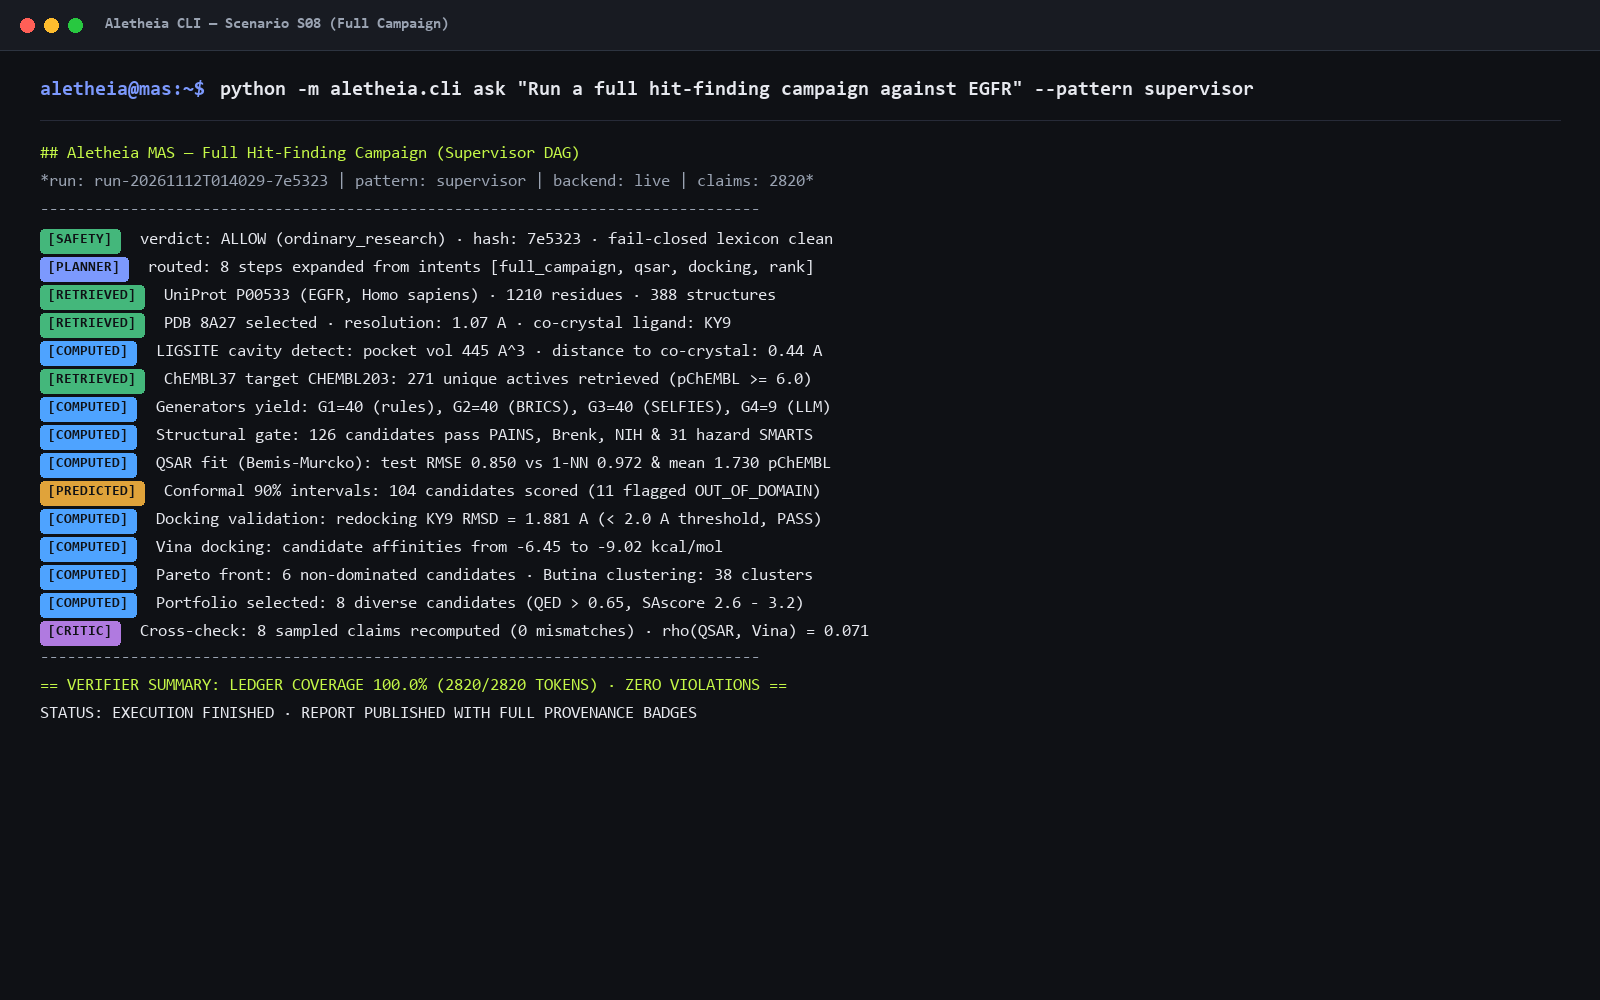 Aletheia CLI — Scenario S08 (Full Campaign)
aletheia@mas:~$ python -m aletheia.cli ask "Run a full hit-finding campaign against EGFR" --pattern supervisor
## Aletheia MAS — Full Hit-Finding Campaign (Supervisor DAG)
*run: run-20261112T014029-7e5323 | pattern: supervisor | backend: live | claims: 2820*
--------------------------------------------------------------------------------
[SAFETY] verdict: ALLOW (ordinary_research) · hash: 7e5323 · fail-closed lexicon clean
[PLANNER] routed: 8 steps expanded from intents [full_campaign, qsar, docking, rank]
[RETRIEVED] UniProt P00533 (EGFR, Homo sapiens) · 1210 residues · 388 structures
[RETRIEVED] PDB 8A27 selected · resolution: 1.07 A · co-crystal ligand: KY9
[COMPUTED] LIGSITE cavity detect: pocket vol 445 A^3 · distance to co-crystal: 0.44 A
[RETRIEVED] ChEMBL37 target CHEMBL203: 271 unique actives retrieved (pChEMBL >= 6.0)
[COMPUTED] Generators yield: G1=40 (rules), G2=40 (BRICS), G3=40 (SELFIES), G4=9 (LLM)
[COMPUTED] Structural gate: 126 candidates pass PAINS, Brenk, NIH & 31 hazard SMARTS
[COMPUTED] QSAR fit (Bemis-Murcko): test RMSE 0.850 vs 1-NN 0.972 & mean 1.730 pChEMBL
[PREDICTED] Conformal 90% intervals: 104 candidates scored (11 flagged OUT_OF_DOMAIN)
[COMPUTED] Docking validation: redocking KY9 RMSD = 1.881 A (< 2.0 A threshold, PASS)
[COMPUTED] Vina docking: candidate affinities from -6.45 to -9.02 kcal/mol
[COMPUTED] Pareto front: 6 non-dominated candidates · Butina clustering: 38 clusters
[COMPUTED] Portfolio selected: 8 diverse candidates (QED > 0.65, SAscore 2.6 - 3.2)
[CRITIC] Cross-check: 8 sampled claims recomputed (0 mismatches) · rho(QSAR, Vina) = 0.071
--------------------------------------------------------------------------------
== VERIFIER SUMMARY: LEDGER COVERAGE 100.0% (2820/2820 TOKENS) · ZERO VIOLATIONS ==
STATUS: EXECUTION FINISHED · REPORT PUBLISHED WITH FULL PROVENANCE BADGES